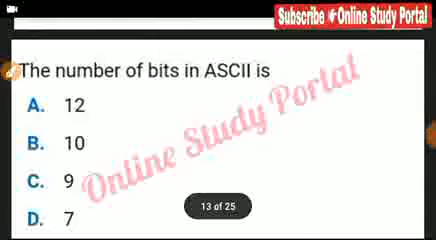 Subscribe Online Study Portal
The number of bits in ASCII is
A. 12
B. 10
C. 9
D. 7
Online Study Portal
13 of 25